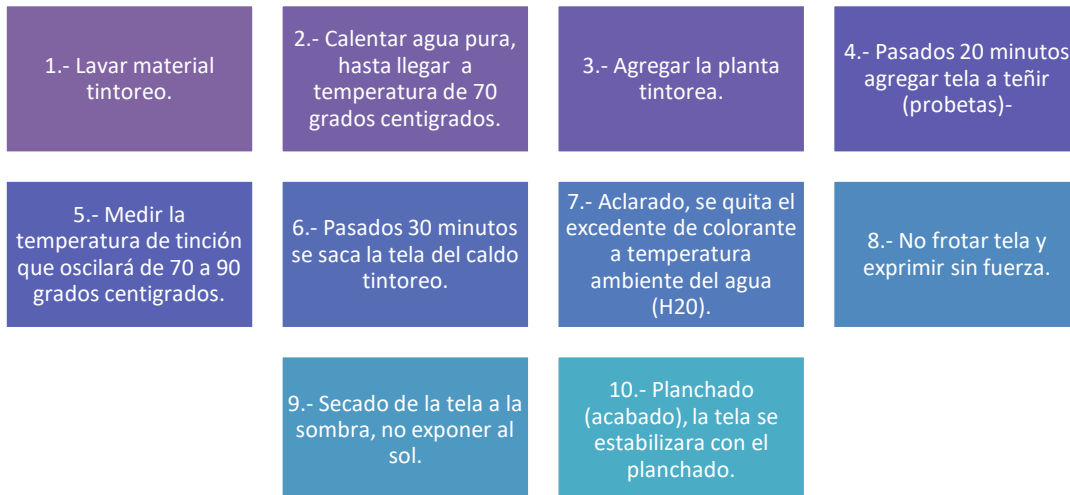 1.- Lavar material
tintoreo.
2.- Calentar agua pura,
hasta llegar a
temperatura de 70
grados centigrados.
3.- Agregar la planta
tintorea.
4.- Pasados 20 minutos
agregar tela a teñir
(probetas)-
5.- Medir la
temperatura de tinción
que oscilará de 70 a 90
grados centigrados.
6.- Pasados 30 minutos
se saca la tela del caldo
tintoreo.
7.- Aclarado, se quita el
excedente de colorante
a temperatura
ambiente del agua
(H20).
8.- No frotar tela y
exprimir sin fuerza.
9.- Secado de la tela a la
sombra, no exponer al
sol.
10.- Planchado
(acabado), la tela se
estabilizara con el
planchado.